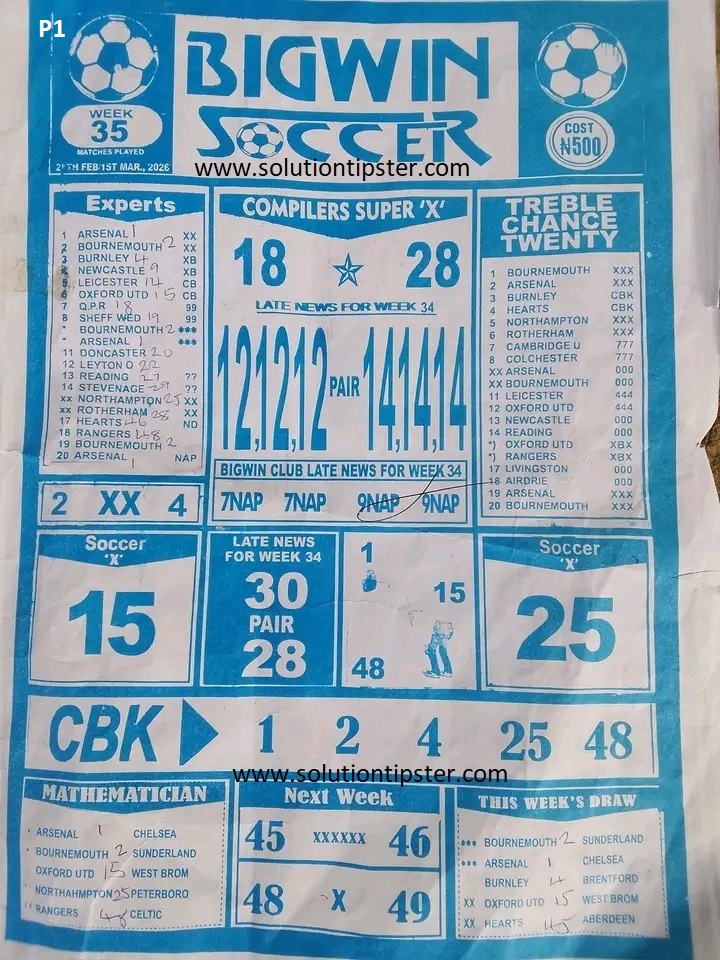 P1
BIGWIN
SOCCER
WEEK
35
MATCHES PLAYED
FEB/1ST MAR., 2026
COST
₦500
www.solutiontipster.com
Experts
1 ARSENAL 1 XX
2 BOURNEMOUTH 2 XX
3 BURNLEY 4 XB
NEWCASTLE 9 XB
5 LEICESTER 14 CB
6 OXFORD UTD 15 CB
7 Q.P.R 18 99
8 SHEFF WED 19 99
* BOURNEMOUTH 2 ***
* ARSENAL 1 ***
11 DONCASTER 20
12 LEYTON O 22
13 READING 27 ??
14 STEVENAGE 29 ??
xx NORTHAMPTON 25 XX
xx ROTHERHAM 28 XX
17 HEARTS 46 ND
18 RANGERS 48
19 BOURNEMOUTH 2
20 ARSENAL 1 NAP
2 XX 4
COMPILERS SUPER 'X'
18 28
LATE NEWS FOR WEEK 34
12,12,12 PAIR 14,14,14
BIGWIN CLUB LATE NEWS FOR WEEK 34
7NAP 7NAP 9NAP 9NAP
TREBLE
CHANCE
TWENTY
1 BOURNEMOUTH XXX
2 ARSENAL XXX
3 BURNLEY CBK
4 HEARTS CBK
5 NORTHAMPTON XXX
6 ROTHERHAM XXX
7 CAMBRIDGE U 777
8 COLCHESTER 777
XX ARSENAL 000
XX BOURNEMOUTH 000
11 LEICESTER 444
12 OXFORD UTD 444
13 NEWCASTLE 000
14 READING 000
*) OXFORD UTD XBX
*) RANGERS XBX
17 LIVINGSTON 000
18 AIRDRIE 000
19 ARSENAL XXX
20 BOURNEMOUTH XXX
Soccer
'X'
15
LATE NEWS
FOR WEEK 34
30
PAIR
28
1
15
48
Soccer
'X'
25
CBK 1 2 4 25 48
www.solutiontipster.com
MATHEMATICIAN
ARSENAL 1 CHELSEA
BOURNEMOUTH 2 SUNDERLAND
OXFORD UTD 15 WEST BROM
NORTHAHMPTON 25 PETERBORO
RANGERS 48 CELTIC
Next Week
45 XXXXXX 46
48 X 49
THIS WEEK'S DRAW
*** BOURNEMOUTH 2 SUNDERLAND
*** ARSENAL 1 CHELSEA
BURNLEY 4 BRENTFORD
XX OXFORD UTD 15 WEST BROM
XX HEARTS 45 ABERDEEN